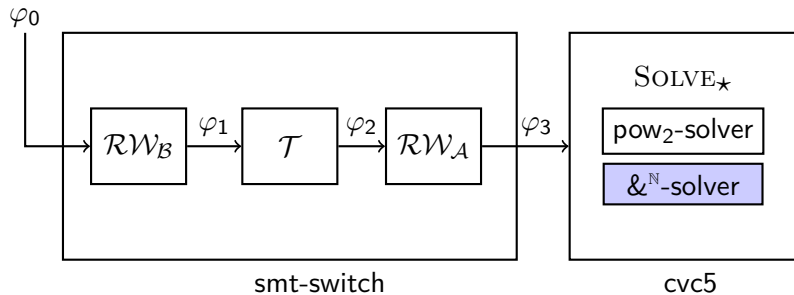 φ₀
φ₁
φ₂
φ₃
RW_B
T
RW_A
SOLVE⋆
pow₂-solver
&ᴺ-solver
smt-switch
cvc5